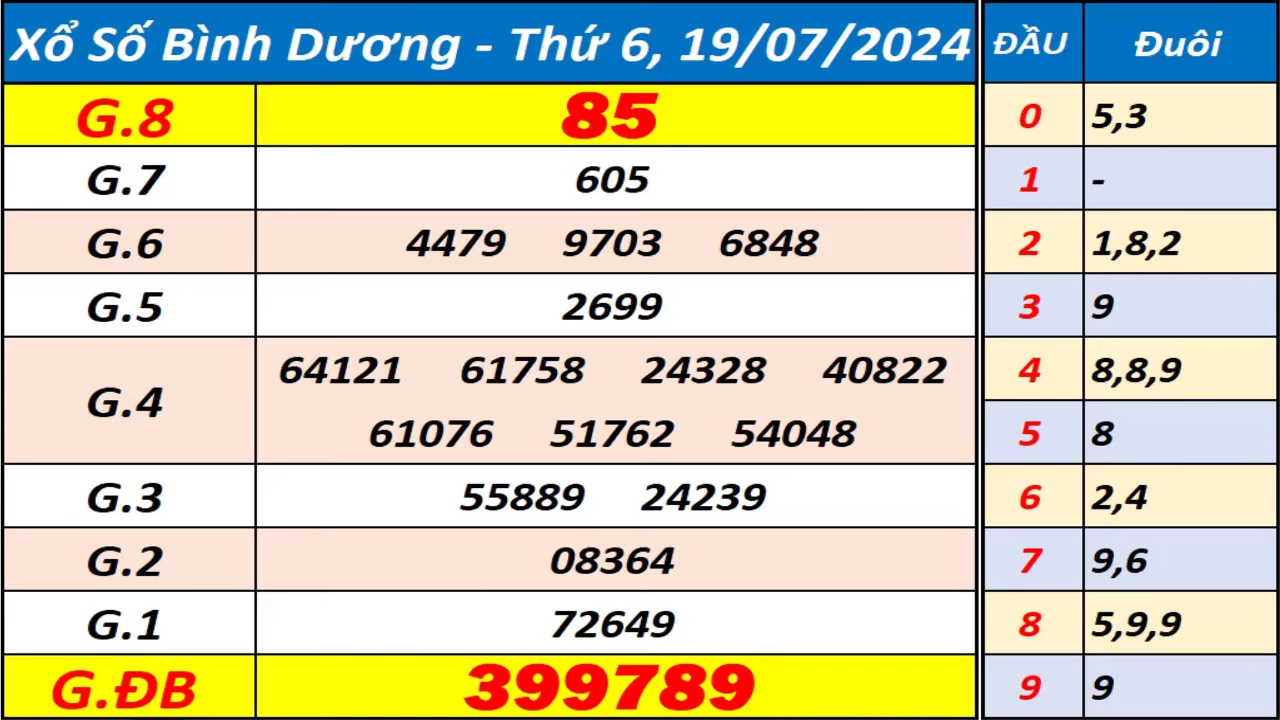 Xổ Số Bình Dương - Thứ 6, 19/07/2024 ĐẦU Đuôi
G.8 85 0 5,3
G.7 605 1 -
G.6 4479 9703 6848 2 1,8,2
G.5 2699 3 9
G.4 64121 61758 24328 40822 4 8,8,9
61076 51762 54048 5 8
G.3 55889 24239 6 2,4
G.2 08364 7 9,6
G.1 72649 8 5,9,9
G.ĐB 399789 9 9